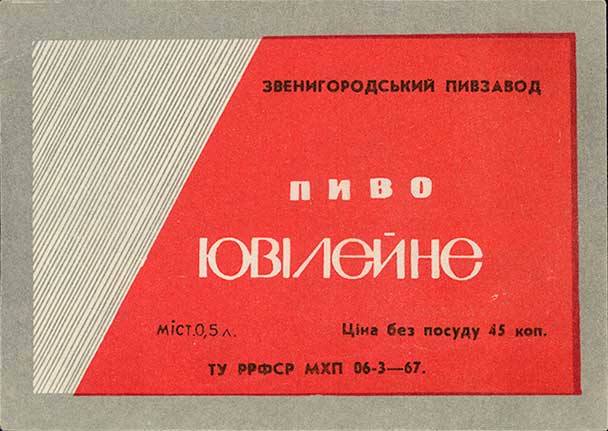 ЗВЕНИГОРОДСЬКИЙ ПИВЗАВОД
ПИВО
ЮВІЛЕЙНЕ
міст. 0,5 л. Ціна без посуду 45 коп.
ТУ РРФСР МХП 06-3—67.